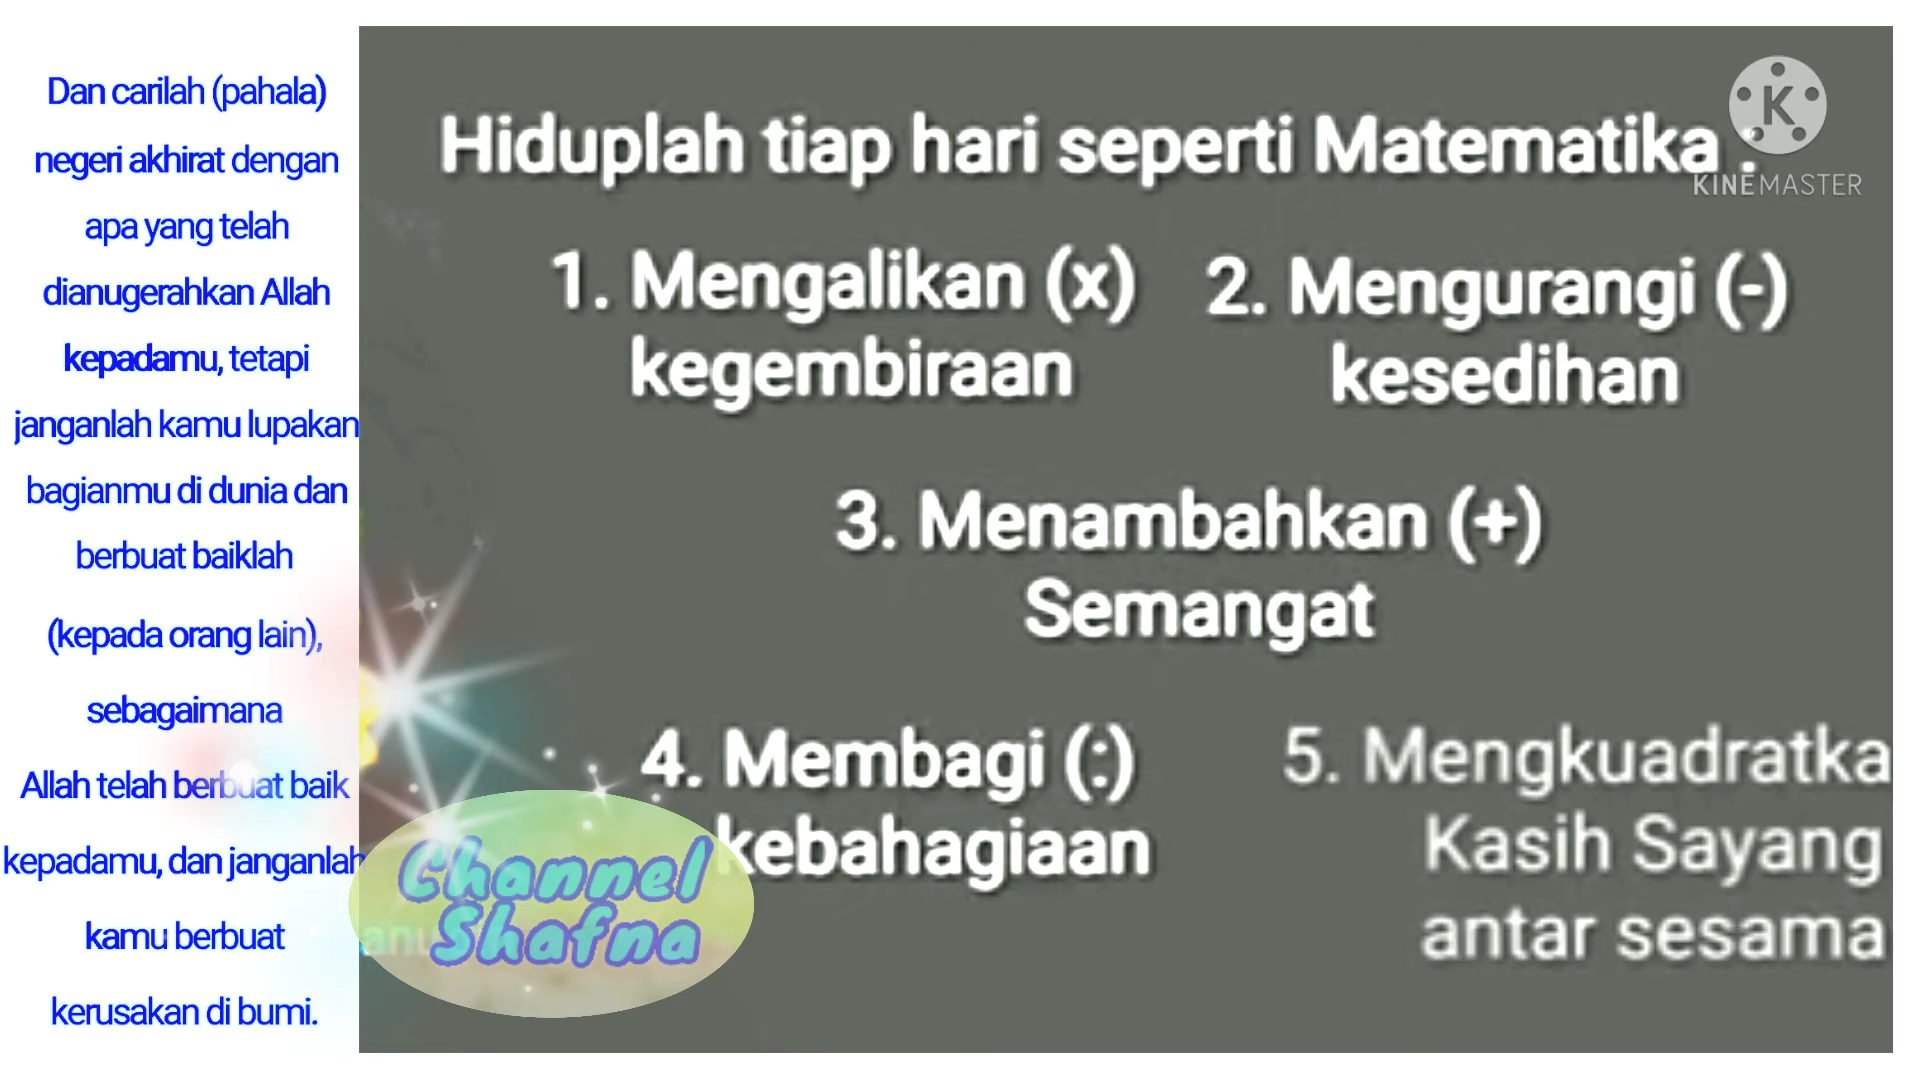 Dan carilah (pahala)
negeri akhirat dengan
apa yang telah
dianugerahkan Allah
kepadamu, tetapi
janganlah kamu lupakan
bagianmu di dunia dan
berbuat baiklah
(kepada orang lain),
sebagaimana
Allah telah berbuat baik
kepadamu, dan janganlah
kamu berbuat
kerusakan di bumi.
Hiduplah tiap hari seperti Matematika :
K
KINEMASTER
1. Mengalikan (x)
kegembiraan
2. Mengurangi (-)
kesedihan
3. Menambahkan (+)
Semangat
4. Membagi (:)
kebahagiaan
5. Mengkuadratka
Kasih Sayang
antar sesama
Channel
Shafna